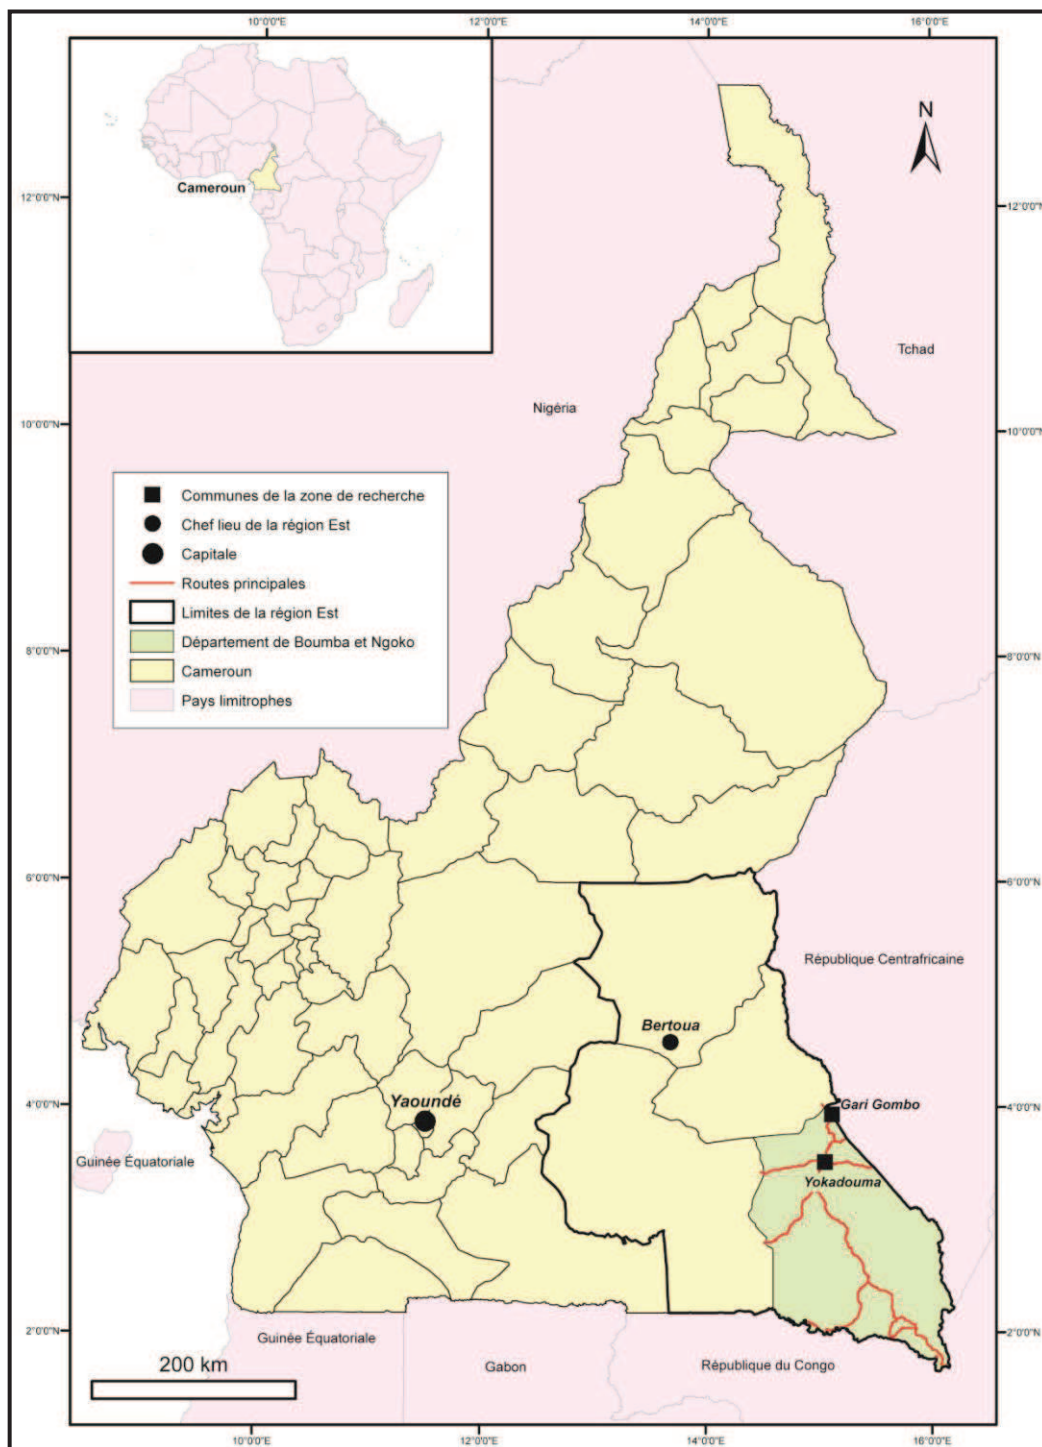 10°0'0"E 12°0'0"E 14°0'0"E 16°0'0"E
N
Cameroun
12°0'0"N
12°0'0"N
Tchad
Nigéria
10°0'0"N
10°0'0"N
Communes de la zone de recherche
Chef lieu de la région Est
Capitale
Routes principales
Limites de la région Est
Département de Boumba et Ngoko
Cameroun
Pays limitrophes
8°0'0"N
8°0'0"N
6°0'0"N
6°0'0"N
République Centrafricaine
Bertoua
Yaoundé
4°0'0"N
Gari Gombo
4°0'0"N
Guinée Équatoriale
Yokadouma
2°0'0"N
2°0'0"N
Guinée Équatoriale
Gabon
République du Congo
200 km
10°0'0"E 12°0'0"E 14°0'0"E 16°0'0"E